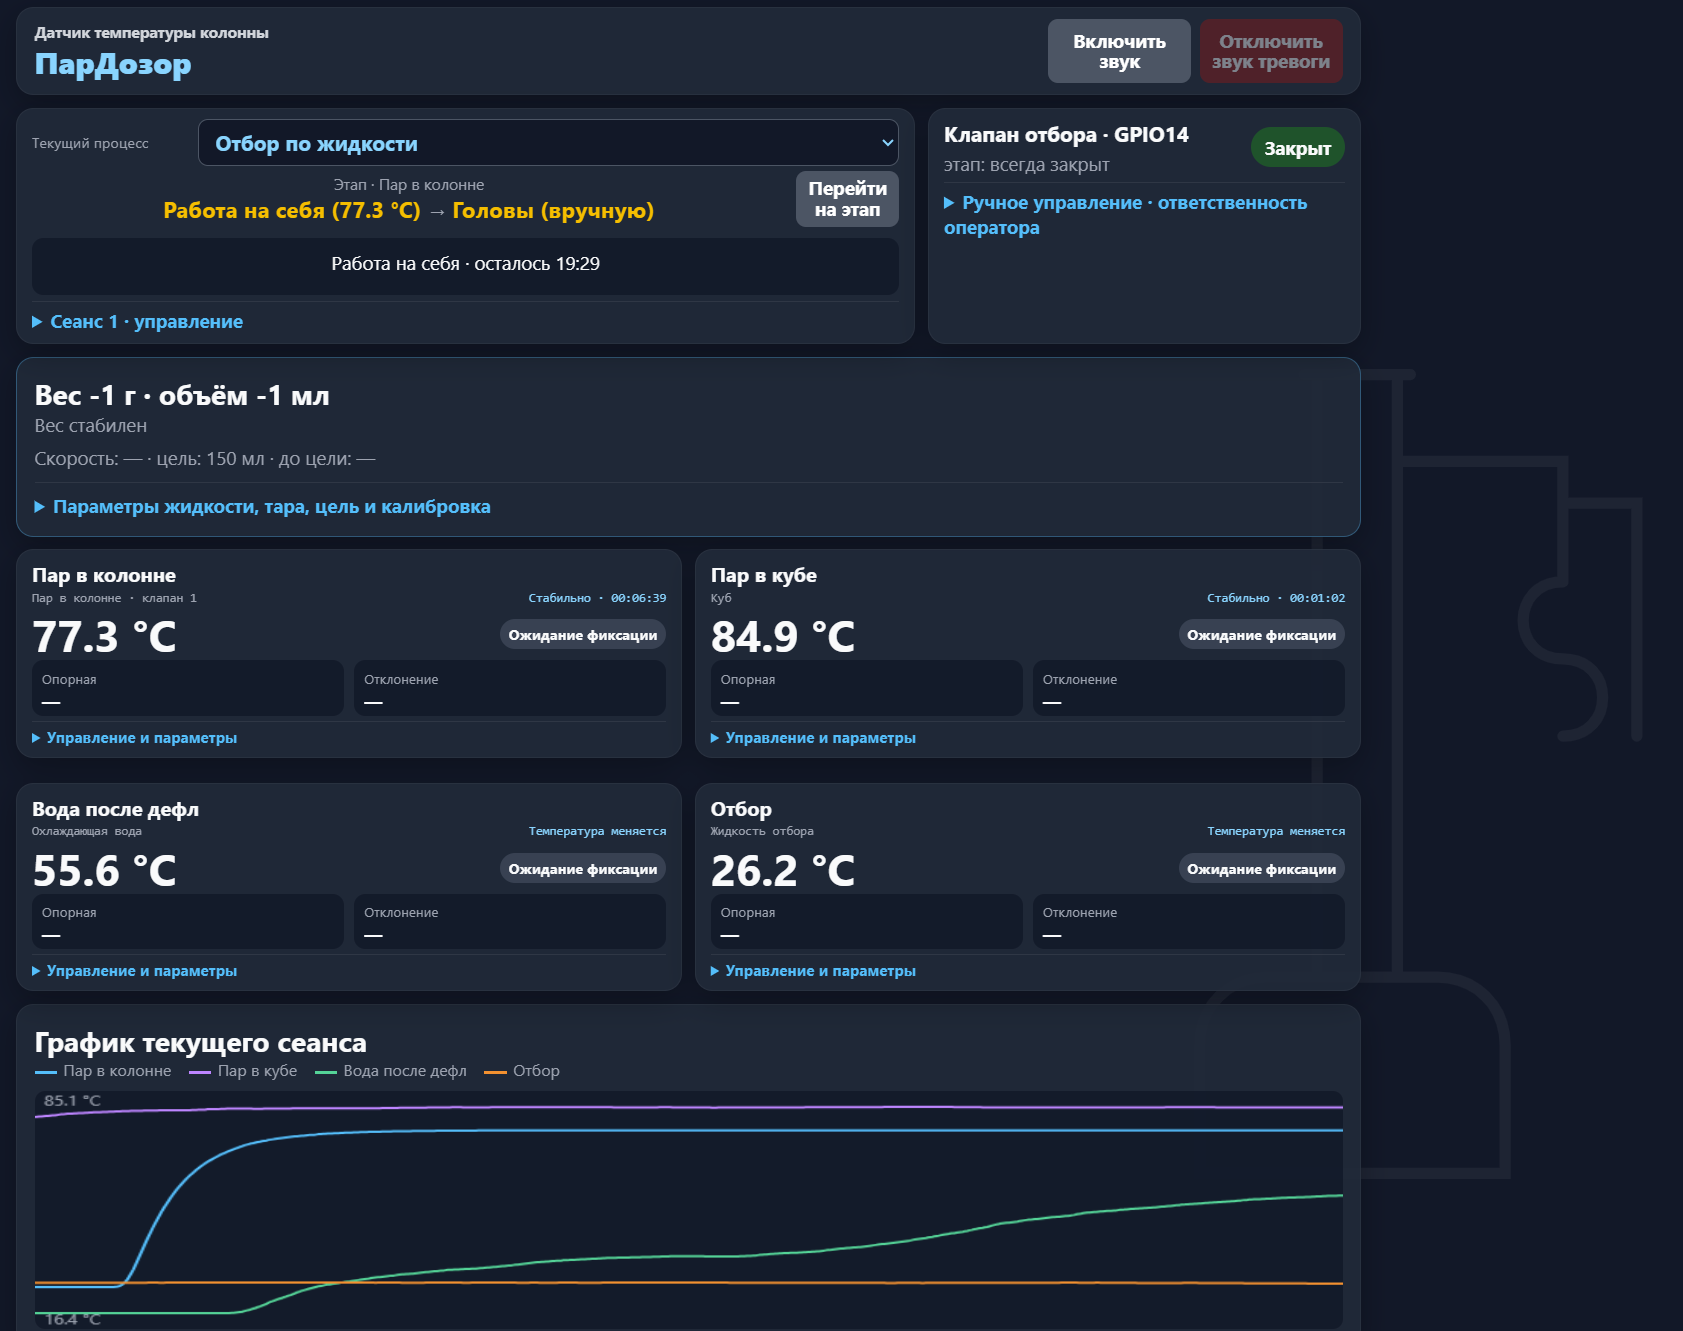 Датчик температуры колонны
ПарДозор
Включить
звук
Отключить
звук тревоги
Текущий процесс
Отбор по жидкости
Этап · Пар в колонне
Работа на себя (77.3 °C) → Головы (вручную)
Перейти
на этап
Работа на себя · осталось 19:29
▶ Сеанс 1 · управление
Клапан отбора · GPIO14
этап: всегда закрыт
Закрыт
▶ Ручное управление · ответственность
оператора
Вес -1 г · объём -1 мл
Вес стабилен
Скорость: — · цель: 150 мл · до цели: —
▶ Параметры жидкости, тара, цель и калибровка
Пар в колонне
Пар в колонне · клапан 1
Стабильно · 00:06:39
77.3 °C
Ожидание фиксации
Опорная
—
Отклонение
—
▶ Управление и параметры
Пар в кубе
Куб
Стабильно · 00:01:02
84.9 °C
Ожидание фиксации
Опорная
—
Отклонение
—
▶ Управление и параметры
Вода после дефл
Охлаждающая вода
Температура меняется
55.6 °C
Ожидание фиксации
Опорная
—
Отклонение
—
▶ Управление и параметры
Отбор
Жидкость отбора
Температура меняется
26.2 °C
Ожидание фиксации
Опорная
—
Отклонение
—
▶ Управление и параметры
График текущего сеанса
Пар в колонне Пар в кубе Вода после дефл Отбор
85.1 °C
16.4 °C